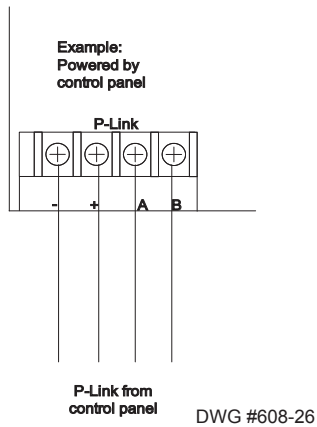 Example:
Powered by
control panel
P-Link
- + A B
P-Link from
control panel
DWG #608-26